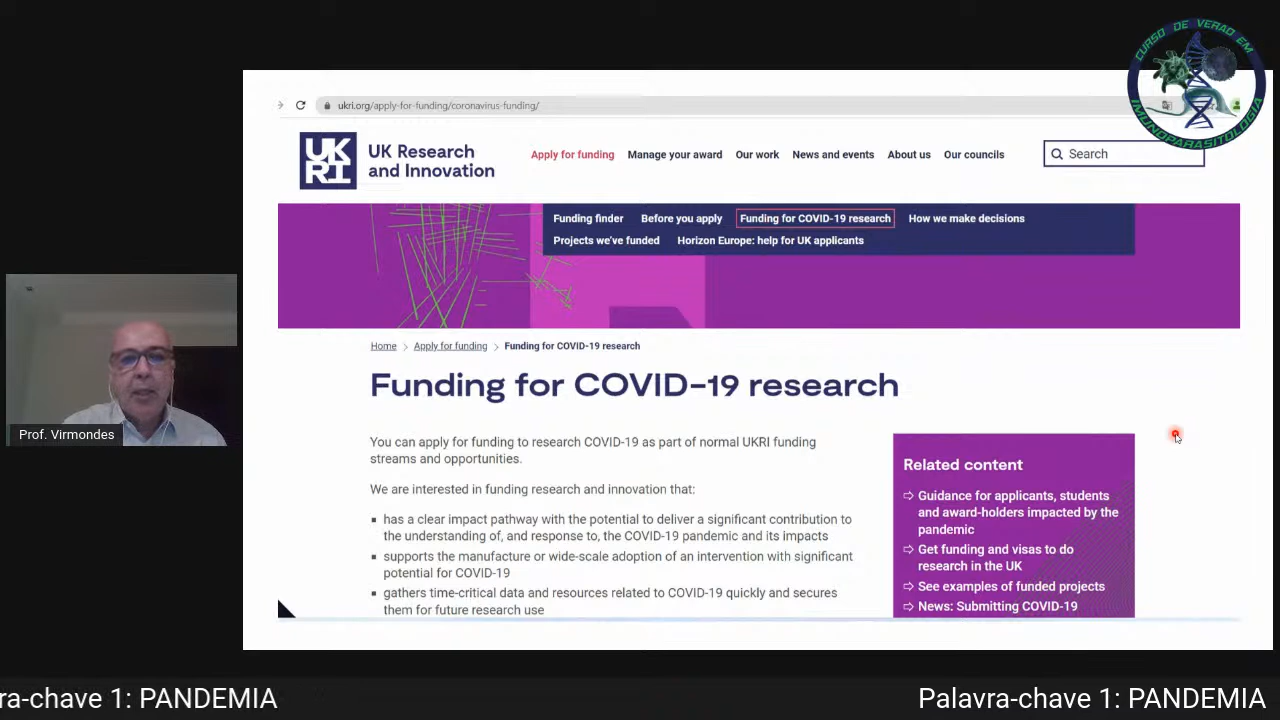 CURSO DE VERÃO EM
IMUNOPARASITOLOGIA
ukri.org/apply-for-funding/coronavirus-funding/
UK
RI
UK Research
and Innovation
Apply for funding Manage your award Our work News and events About us Our councils
Search
Funding finder Before you apply Funding for COVID-19 research How we make decisions
Projects we've funded Horizon Europe: help for UK applicants
Home > Apply for funding > Funding for COVID-19 research
Funding for COVID-19 research
You can apply for funding to research COVID-19 as part of normal UKRI funding
streams and opportunities.
We are interested in funding research and innovation that:
has a clear impact pathway with the potential to deliver a significant contribution to
the understanding of, and response to, the COVID-19 pandemic and its impacts
supports the manufacture or wide-scale adoption of an intervention with significant
potential for COVID-19
gathers time-critical data and resources related to COVID-19 quickly and secures
them for future research use
Related content
Guidance for applicants, students
and award-holders impacted by the
pandemic
Get funding and visas to do
research in the UK
See examples of funded projects
News: Submitting COVID-19
Prof. Virmondes
ra-chave 1: PANDEMIA
Palavra-chave 1: PANDEMIA